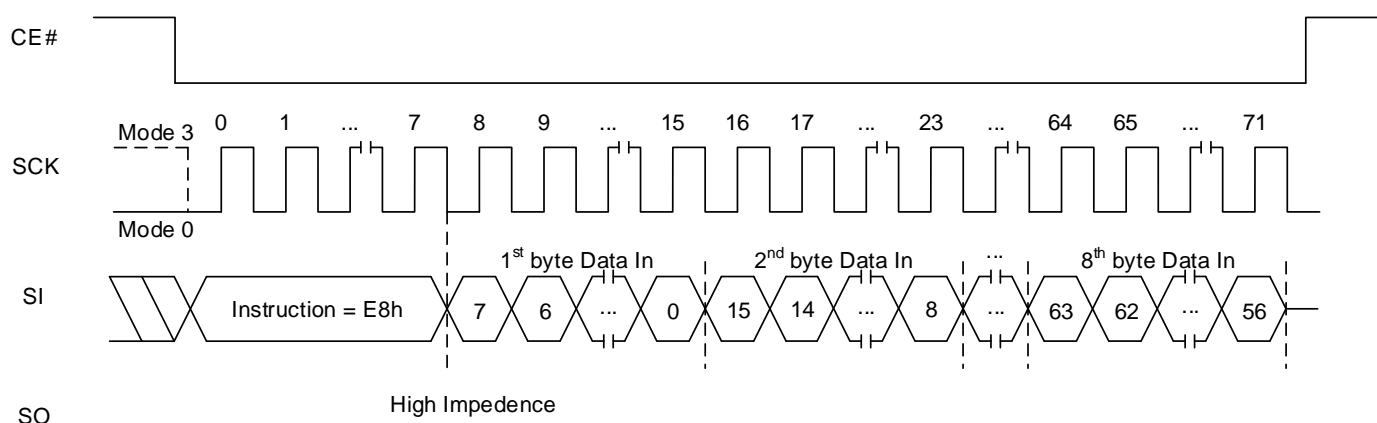 CE#
0 1 ... 7 8 9 ... 15 16 17 ... 23 ... 64 65 ... 71
Mode 3
SCK
Mode 0
1st byte Data In 2nd byte Data In ... 8th byte Data In
SI
Instruction = E8h 7 6 ... 0 15 14 ... 8 ... 63 62 ... 56
High Impedence
SO